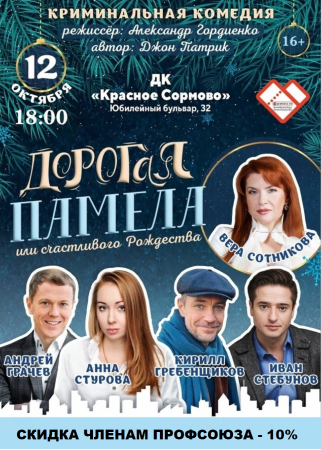 КРИМИНАЛЬНАЯ КОМЕДИЯ
режиссёр: Александр Гордиенко
автор: Джон Патрик
16+
12
ОКТЯБРЯ
18:00
ДК
«Красное Сормово»
Юбилейный бульвар, 32
ДОРОГАЯ
ПАМЕЛА
или счастливого Рождества
ВЕРА СОТНИКОВА
АНДРЕЙ
ГРАЧЕВ
АННА
СТУРОВА
КИРИЛЛ
ГРЕБЕНЩИКОВ
ИВАН
СТЕБУНОВ
СКИДКА ЧЛЕНАМ ПРОФСОЮЗА - 10%